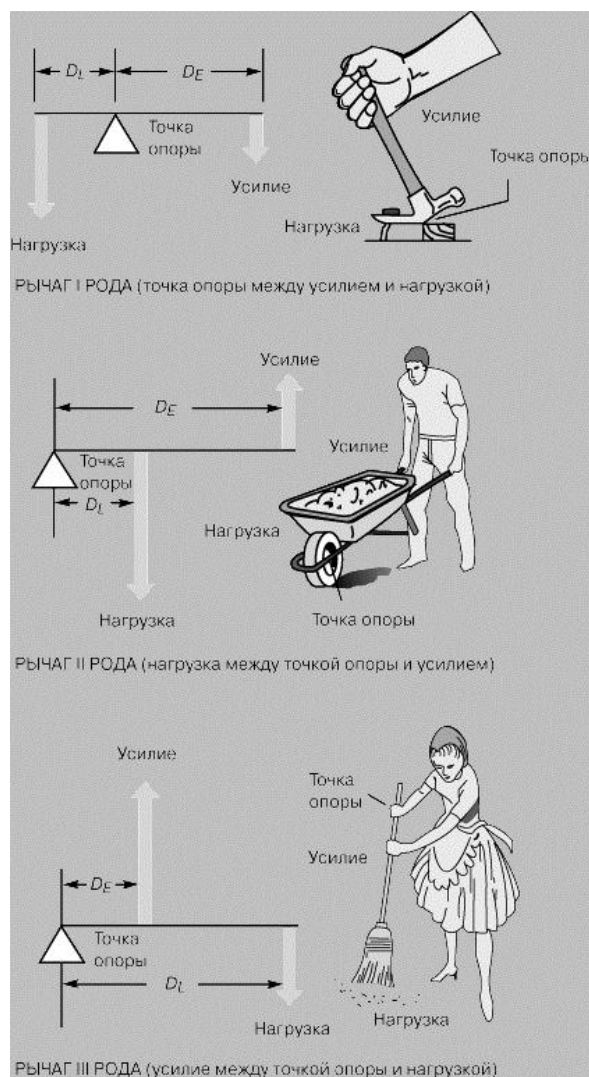 D_L
D_E
Точка
опоры
Усилие
Нагрузка
Усилие
Точка опоры
Нагрузка
РЫЧАГ I РОДА (точка опоры между усилием и нагрузкой)
Усилие
D_E
Точка
опоры
D_L
Нагрузка
Усилие
Нагрузка
Точка опоры
РЫЧАГ II РОДА (нагрузка между точкой опоры и усилием)
Усилие
D_E
Точка
опоры
D_L
Нагрузка
Точка
опоры
Усилие
Нагрузка
РЫЧАГ III РОДА (усилие между точкой опоры и нагрузкой)